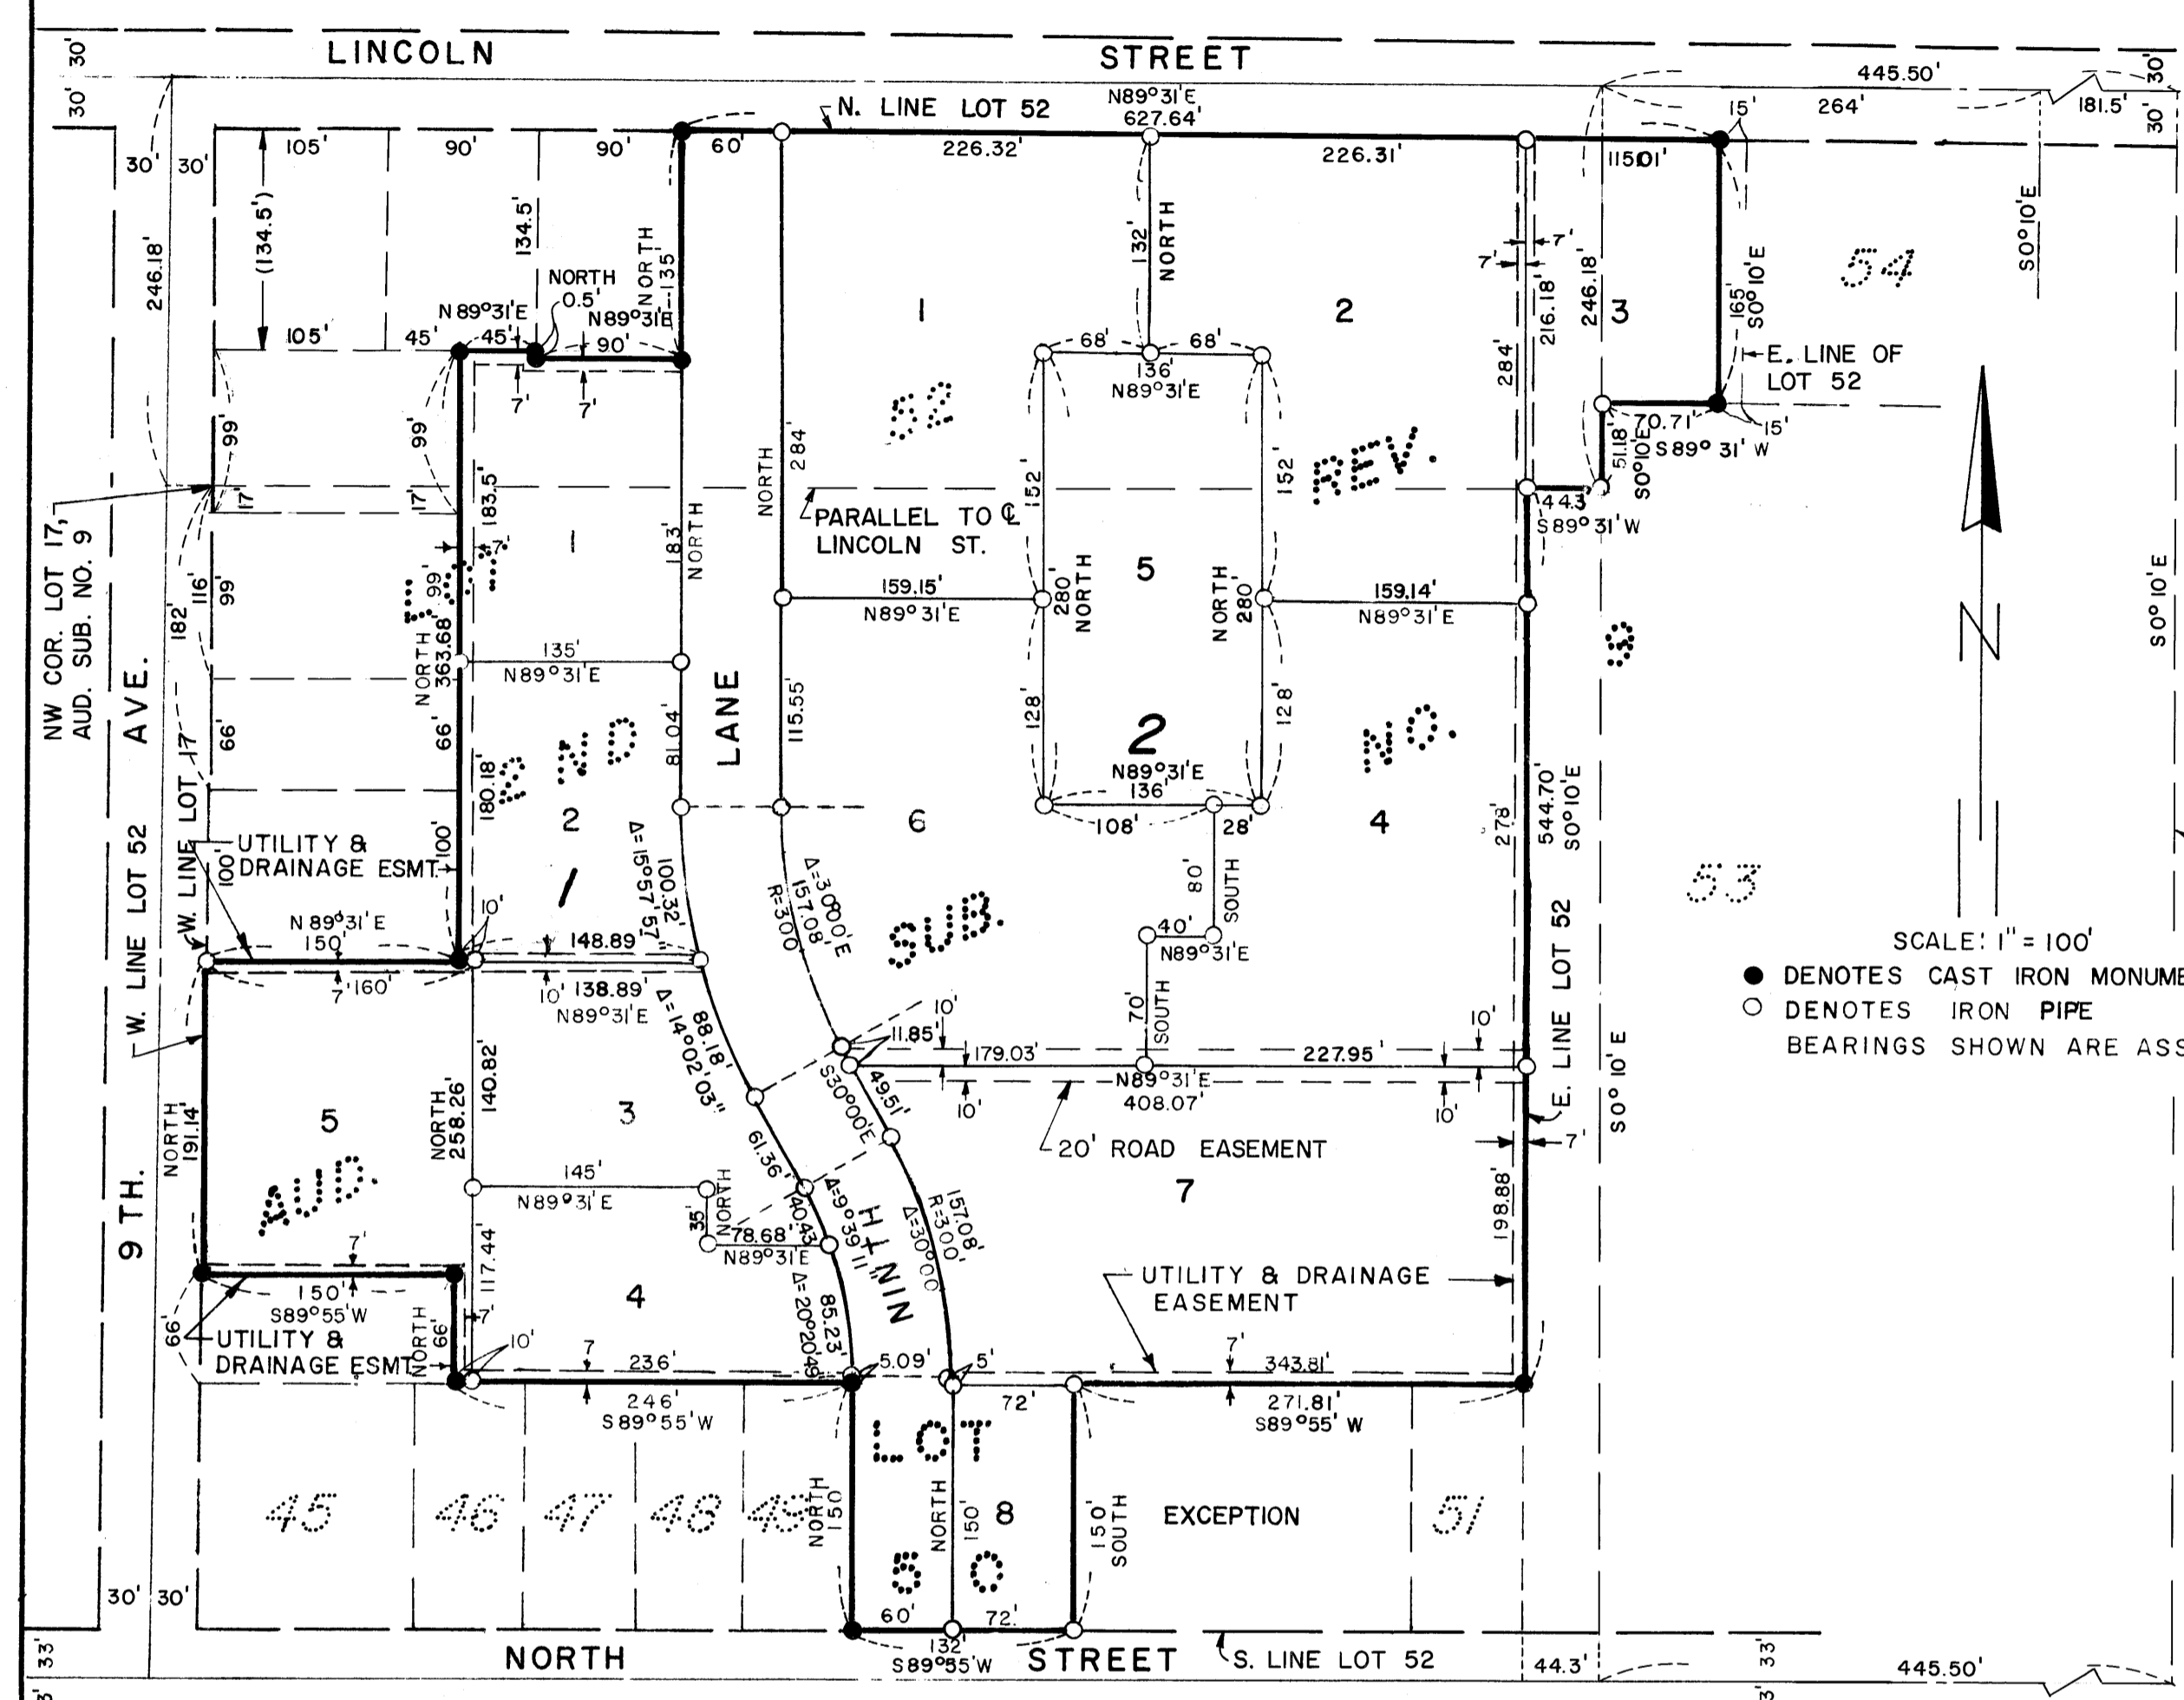 LINCOLN STREET
30'
30'
445.50'
30'
30'
15'
264'
181.5'
N. LINE LOT 52
N89°31'E
627.64'
105'
90'
90'
60'
226.32'
226.31'
115.01'
30'
30'
246.18'
(134.5')
134.5'
NORTH
135'
132'
NORTH
7'
7'
216.18'
284'
246.18'
165'
S0°10'E
S0°10'E
54
NORTH
0.5'
N89°31'E
N89°31'E
105'
45'
45'
90'
7'
7'
1
2
3
68'
68'
136'
N89°31'E
E. LINE OF
LOT 52
70.71'
15'
S89°31'W
51.18'
S0°10'E
99'
99'
17'
17'
183.5'
7'
1
183'
NORTH
NORTH
284'
52
REV.
152'
152'
PARALLEL TO ℄
LINCOLN ST.
44.3'
S89°31'W
NW COR. LOT 17,
AUD. SUB. NO. 9
182'
116'
99'
99'
5
159.15'
N89°31'E
280'
NORTH
NORTH
280'
159.14'
N89°31'E
9
N
S0°10'E
135'
N89°31'E
NORTH
363.68'
66'
66'
81.04'
LANE
115.55'
128'
128'
2
NO.
N89°31'E
136'
108'
28'
2 ND
180.18'
2
1
6
4
278'
544.70'
S0°10'E
W. LINE LOT 17
W. LINE LOT 52
9 TH. AVE.
UTILITY &
DRAINAGE ESMT.
100'
100'
Δ=15°57'57"
100.32'
Δ=30°00'E
157.08'
R=300
SUB.
80'
SOUTH
40'
N89°31'E
70'
SOUTH
53
E. LINE LOT 52
SCALE: 1" = 100'
DENOTES CAST IRON MONUME
DENOTES IRON PIPE
BEARINGS SHOWN ARE ASS
N89°31'E
150'
10'
148.89
7'
160'
10'
138.89'
N89°31'E
88.18'
Δ=14°02'03"
10'
11.85'
179.03'
227.95'
10'
N89°31'E
408.07'
10'
10'
S30°00'E
49.51'
20' ROAD EASEMENT
7'
S0°10'E
NORTH
191.14'
5
AUD.
NORTH
258.26'
140.82'
3
61.36'
145'
N89°31'E
35'
NORTH
78.68'
N89°31'E
40.43'
Δ=9°39'11"
157.08'
R=300'
Δ=30°00
7
198.88'
7'
150'
S89°55'W
66'
UTILITY &
DRAINAGE ESMT.
NORTH
66'
117.44'
7'
10'
4
Δ=20°20'49"
85.23'
UTILITY & DRAINAGE
EASEMENT
7
236'
246'
S89°55'W
5.09'
5'
72'
7'
343.81'
271.81'
S89°55'W
LOT
50
45
46
47
48
49
NORTH
150'
NORTH
150'
8
150'
SOUTH
EXCEPTION
51
30'
30'
60'
72'
132'
S89°55'W
33'
NORTH STREET
S. LINE LOT 52
44.3'
33'
445.50'